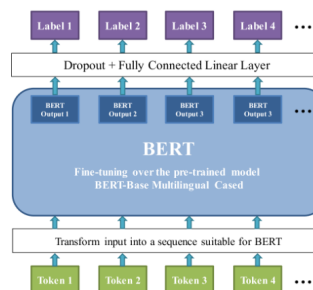 Label 1 Label 2 Label 3 Label 4 •••
Dropout + Fully Connected Linear Layer
BERT Output 1 BERT Output 2 BERT Output 3 BERT Output 3 •••
BERT
Fine-tuning over the pre-trained model
BERT-Base Multilingual Cased
Transform input into a sequence suitable for BERT
Token 1 Token 2 Token 3 Token 4 •••